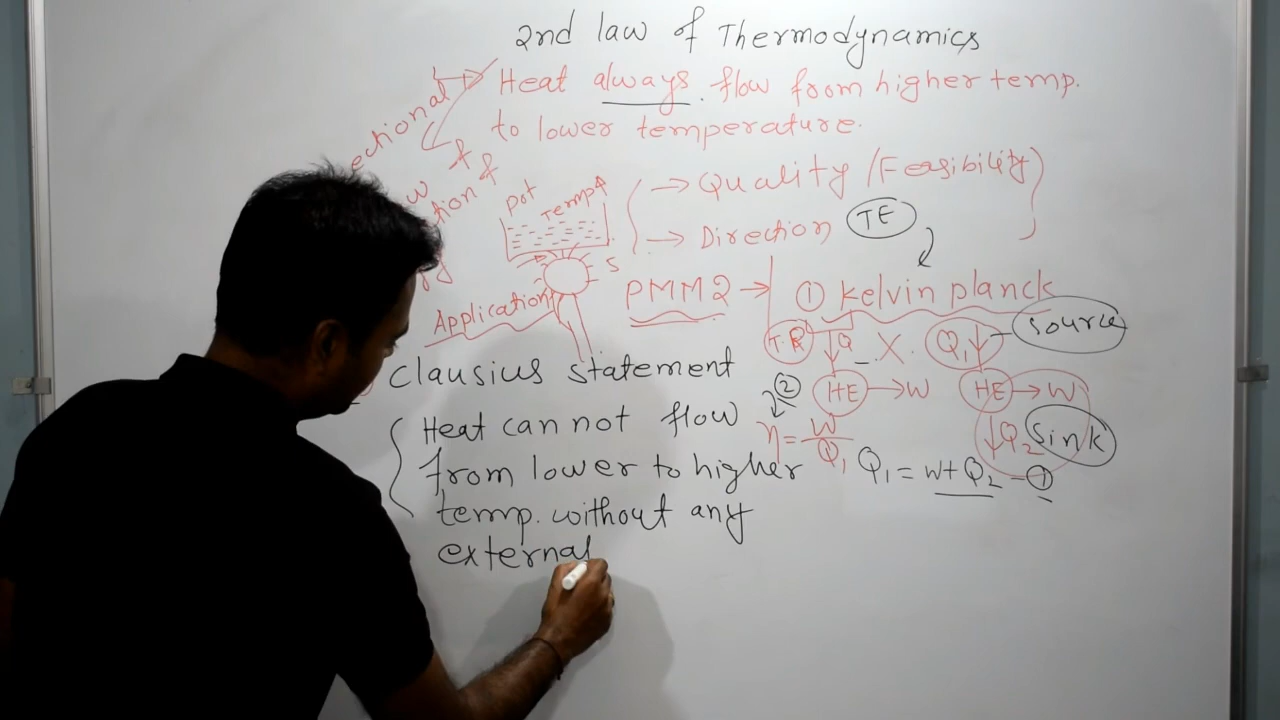 2nd law of Thermodynamics
Heat always flow from higher temp.
to lower temperature.
ectional
&
Pot
Temp↑
→ Quality / (Feasibility)
→ Direction TE
S
Application
PMM2 → ① Kelvin planck
Q X. Q1 Source
HE → W HE → W
Q2 Sink
② η = W/Q1
Q1 = W + Q2 - ①
Clausius statement
Heat can not flow
from lower to higher
temp. without any
external